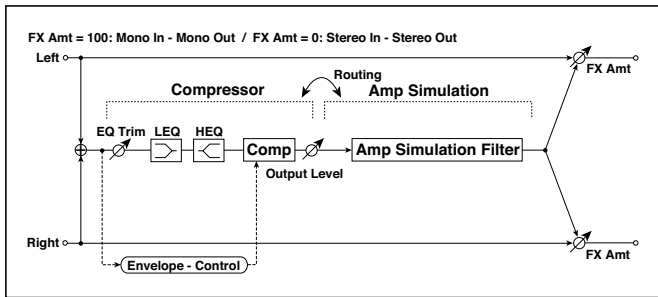 FX Amt = 100: Mono In - Mono Out / FX Amt = 0: Stereo In - Stereo Out
Left
FX Amt
Routing
Compressor
Amp Simulation
EQ Trim
LEQ
HEQ
Comp
Amp Simulation Filter
Output Level
Right
FX Amt
Envelope - Control